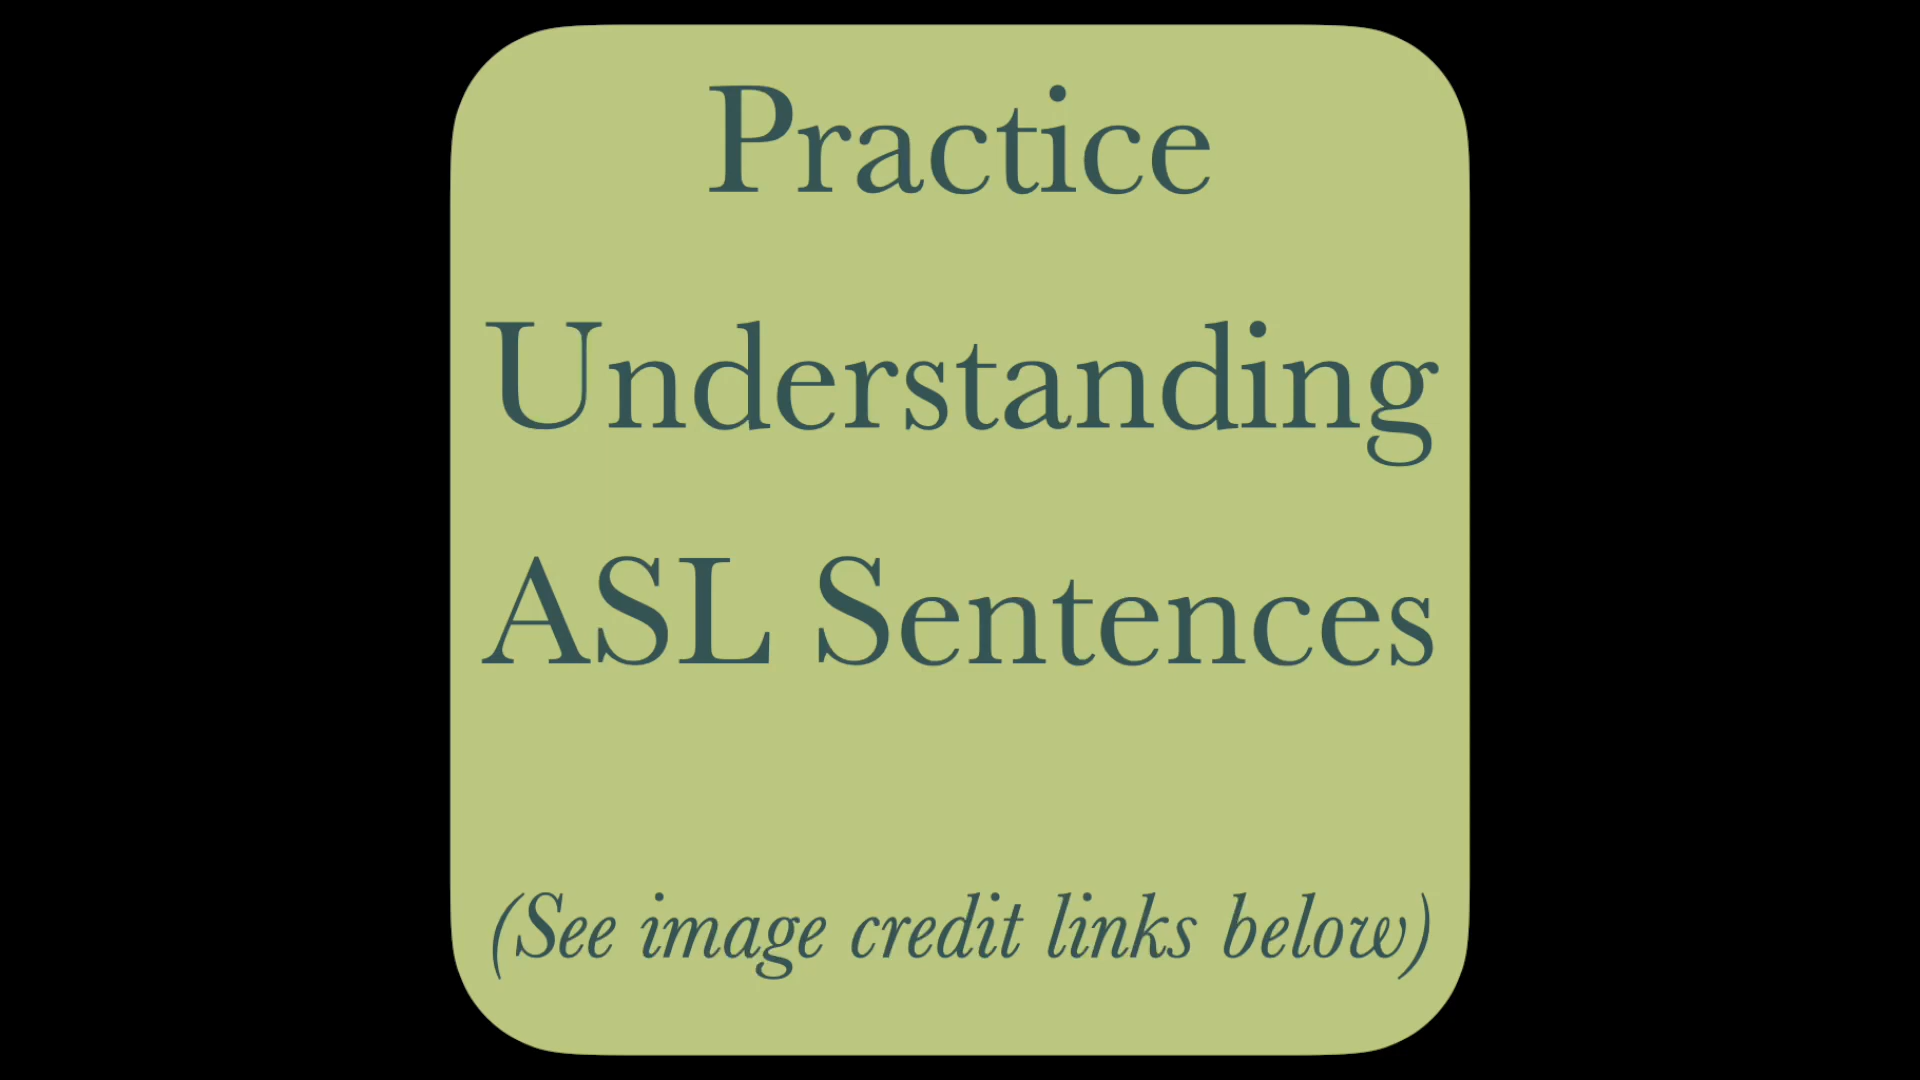 Practice
Understanding
ASL Sentences
(See image credit links below)